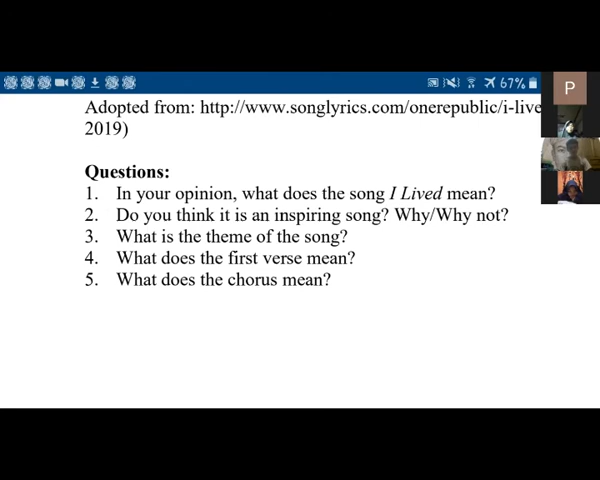 67%
P
Adopted from: http://www.songlyrics.com/onerepublic/i-live
2019)
Questions:
1. In your opinion, what does the song I Lived mean?
2. Do you think it is an inspiring song? Why/Why not?
3. What is the theme of the song?
4. What does the first verse mean?
5. What does the chorus mean?